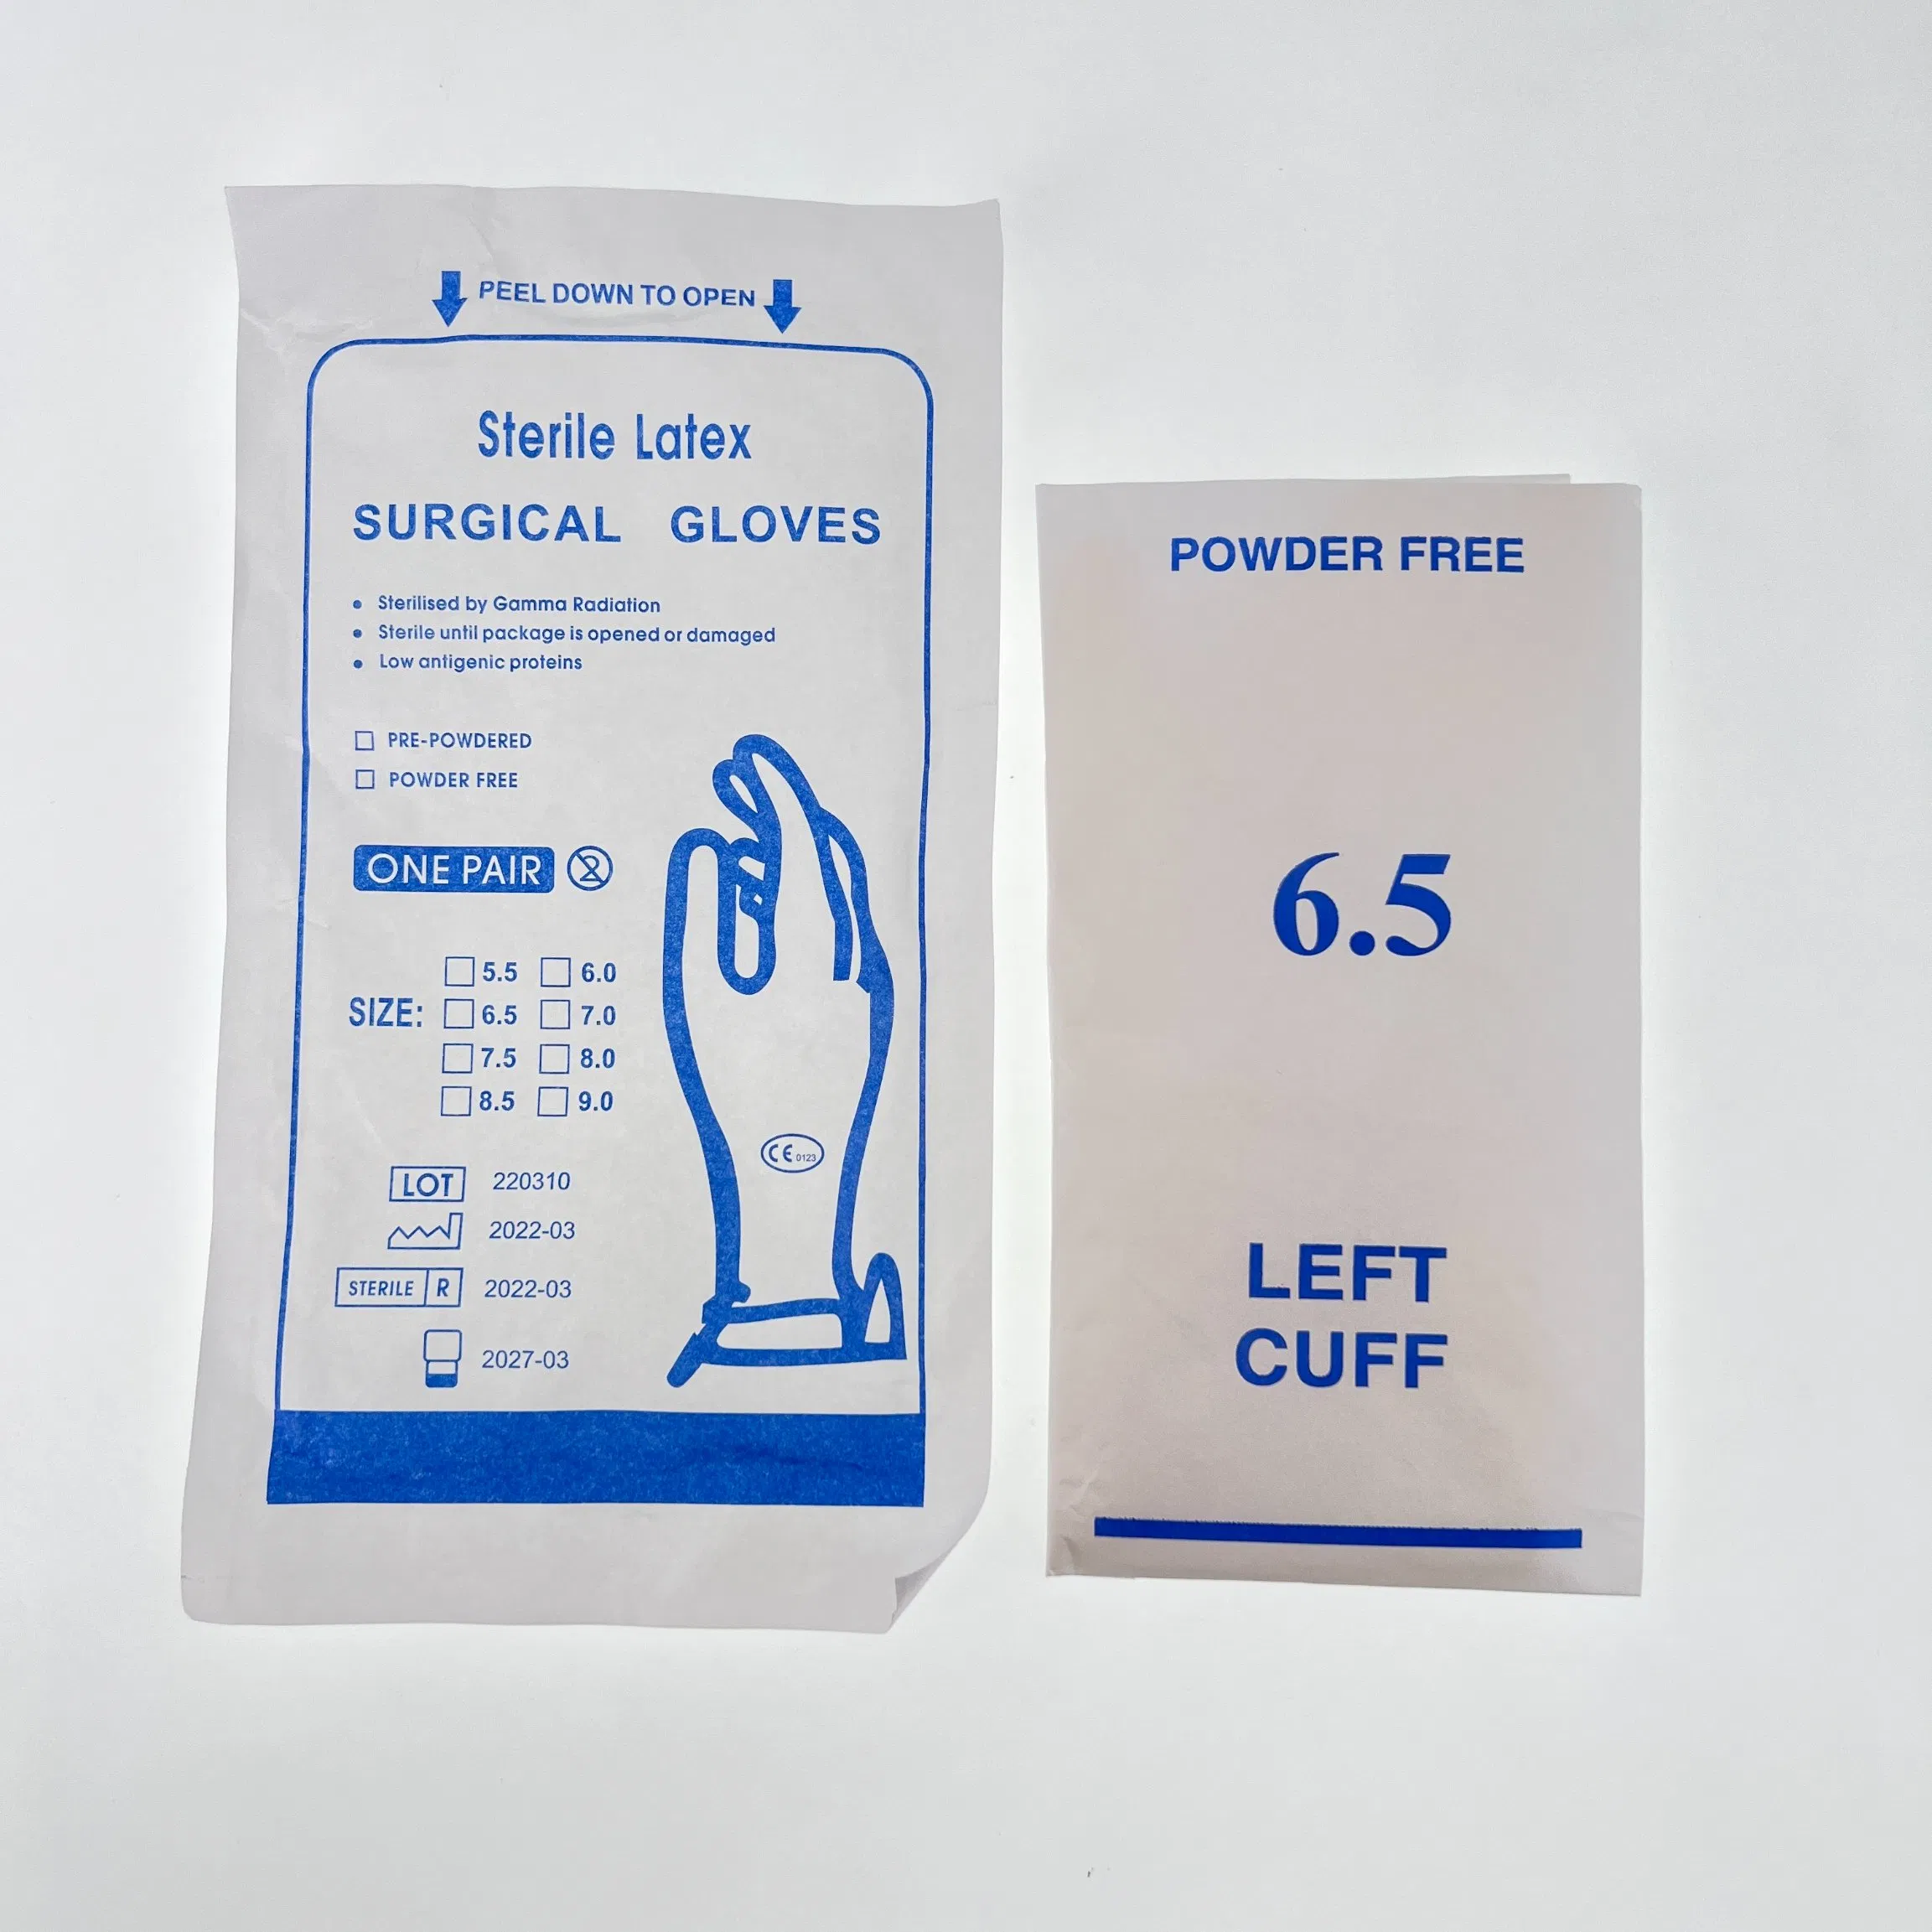 PEEL DOWN TO OPEN
Sterile Latex
SURGICAL GLOVES
• Sterilised by Gamma Radiation
• Sterile until package is opened or damaged
• Low antigenic proteins
PRE-POWDERED
POWDER FREE
ONE PAIR 2
SIZE:
5.5 6.0
6.5 7.0
7.5 8.0
8.5 9.0
CE 0123
LOT 220310
2022-03
STERILE R 2022-03
2027-03
POWDER FREE
6.5
LEFT
CUFF